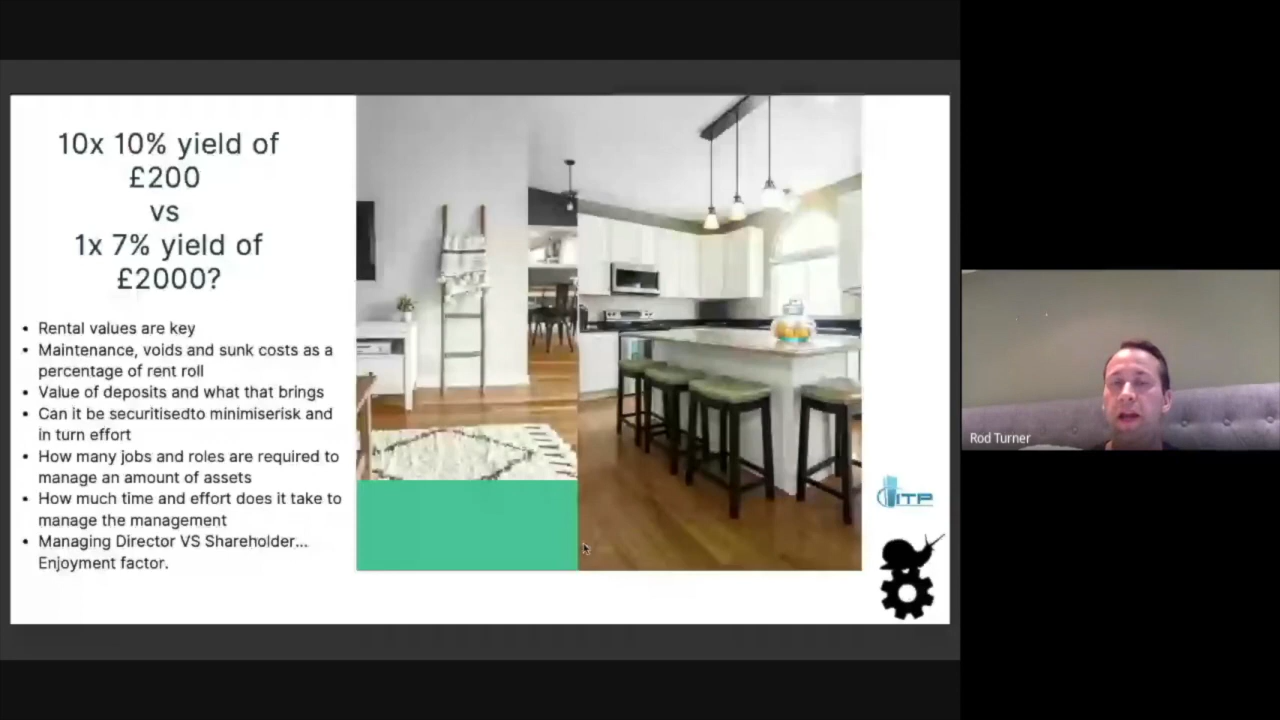 10x 10% yield of
£200
vs
1x 7% yield of
£2000?
• Rental values are key
• Maintenance, voids and sunk costs as a
percentage of rent roll
• Value of deposits and what that brings
• Can it be securitisedto minimiserisk and
in turn effort
• How many jobs and roles are required to
manage an amount of assets
• How much time and effort does it take to
manage the management
• Managing Director VS Shareholder...
Enjoyment factor.
ITP
Rod Turner